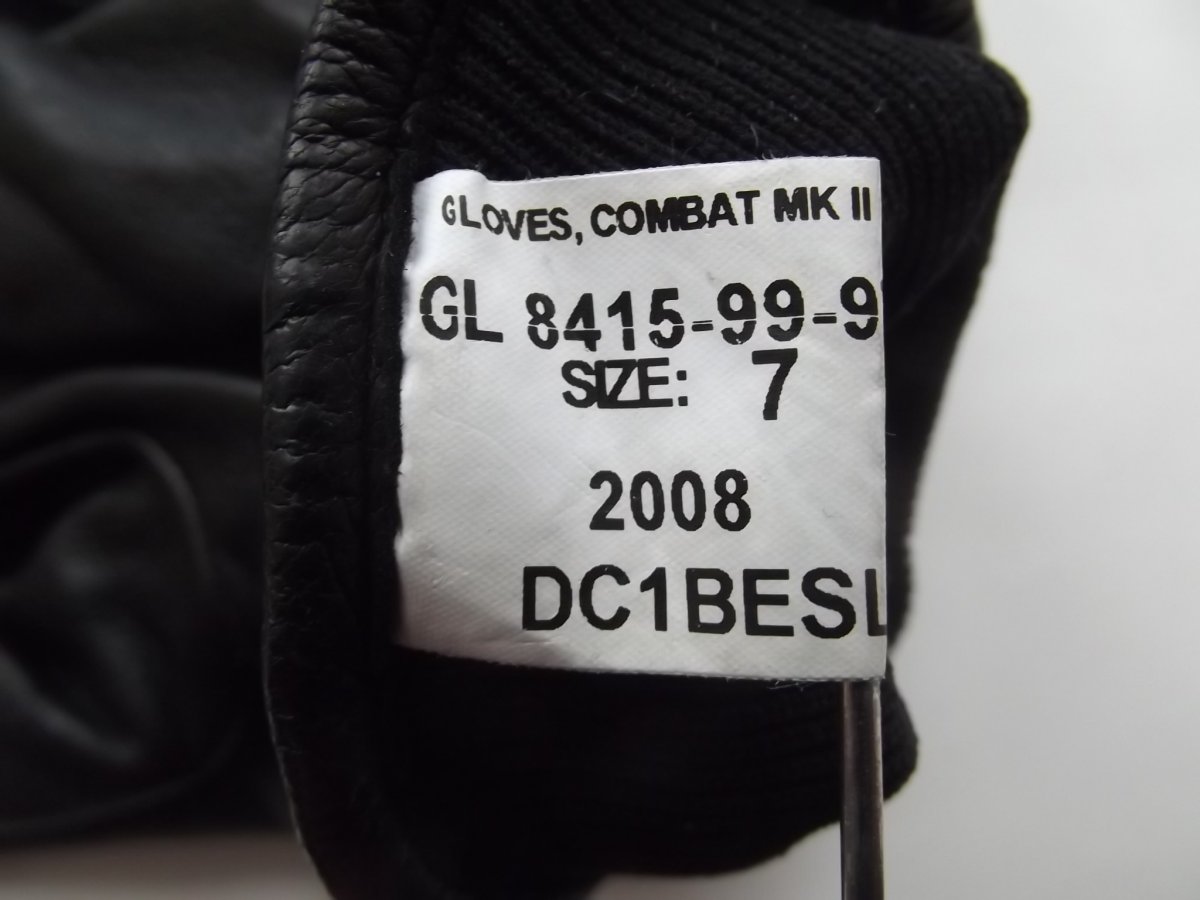 GLOVES, COMBAT MK II
GL 8415-99-9
SIZE: 7
2008
DC1BESL